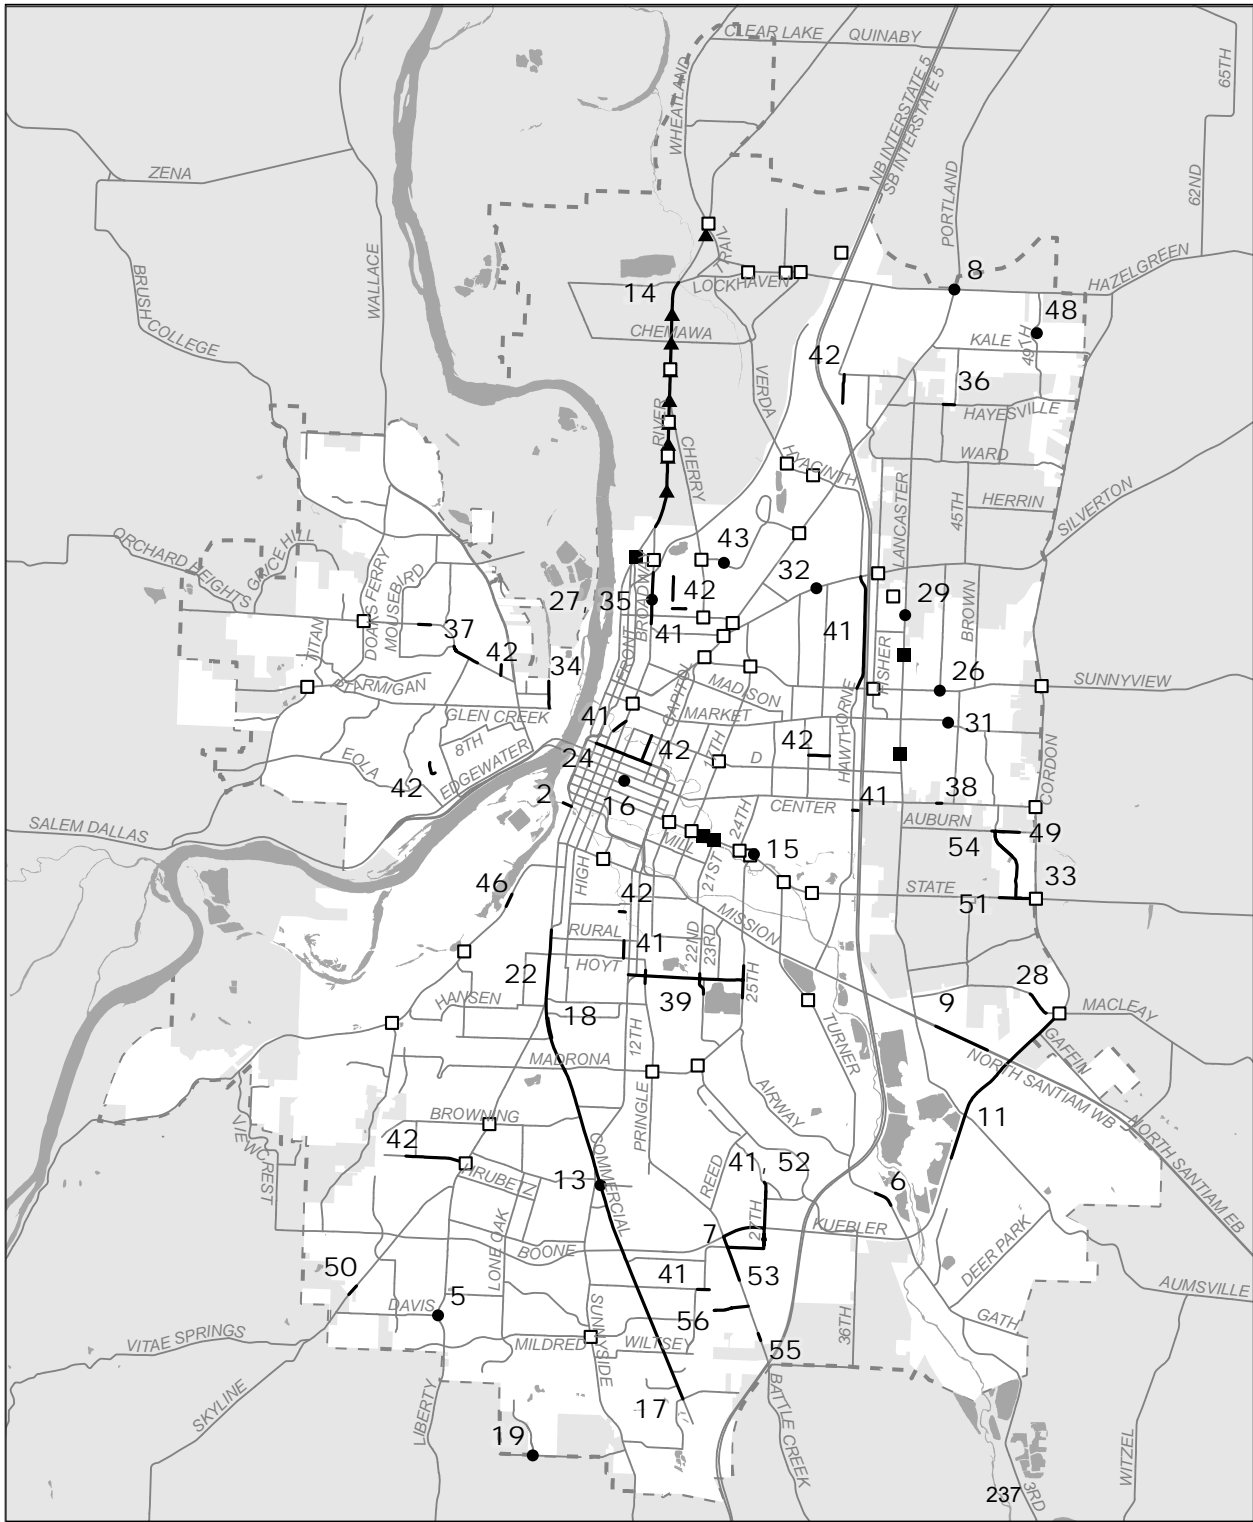 CLEAR LAKE
QUINABY
65TH
WHEATLAND
NB INTERSTATE 5
SB INTERSTATE 5
ZENA
62ND
PORTLAND
WALLACE
TRAIL
HAZELGREEN
BRUSH COLLEGE
8
14
LOCKHAVEN
48
CHEMAWA
KALE
49TH
42
VERDA
36
HAYESVILLE
RIVER
CHERRY
HYACINTH
WARD
LANCASTER
45TH
HERRIN
SILVERTON
ORCHARD HEIGHTS
GRICE HILL
DOAKS FERRY
MOUSEBIRD
43
32
BROADWAY
27
35
42
29
BROWN
TITAN
37
41
41
FISHER
42
34
FRONT
26
SUNNYVIEW
CAPITOL
MADISON
GLEN CREEK
41
MARKET
HAWTHORNE
31
8TH
17TH
EOLA
EDGEWATER
24
42
D
42
CORDON
42
2
16
24TH
CENTER
41
38
AUBURN
SALEM DALLAS
49
MILL
15
54
HIGH
21ST
STATE
33
46
42
51
MISSION
RURAL
41
22ND
23RD
22
HOYT
25TH
28
HANSEN
39
9
MACLEAY
18
TURNER
12TH
GAFFIN
MADRONA
NORTH SANTIAM WB
AIRWAY
BROWNING
PRINGLE
11
NORTH SANTIAM EB
VIEWCREST
42
COMMERCIAL
41
52
HRUBETZ
13
REED
6
27TH
LONE OAK
7
KUEBLER
BOONE
DEER PARK
50
41
53
AUMSVILLE
5
DAVIS
SUNNYSIDE
56
36TH
GATH
VITAE SPRINGS
MILDRED
WILTSEY
55
SKYLINE
LIBERTY
17
BATTLE CREEK
19
WITZEL
237
3RD